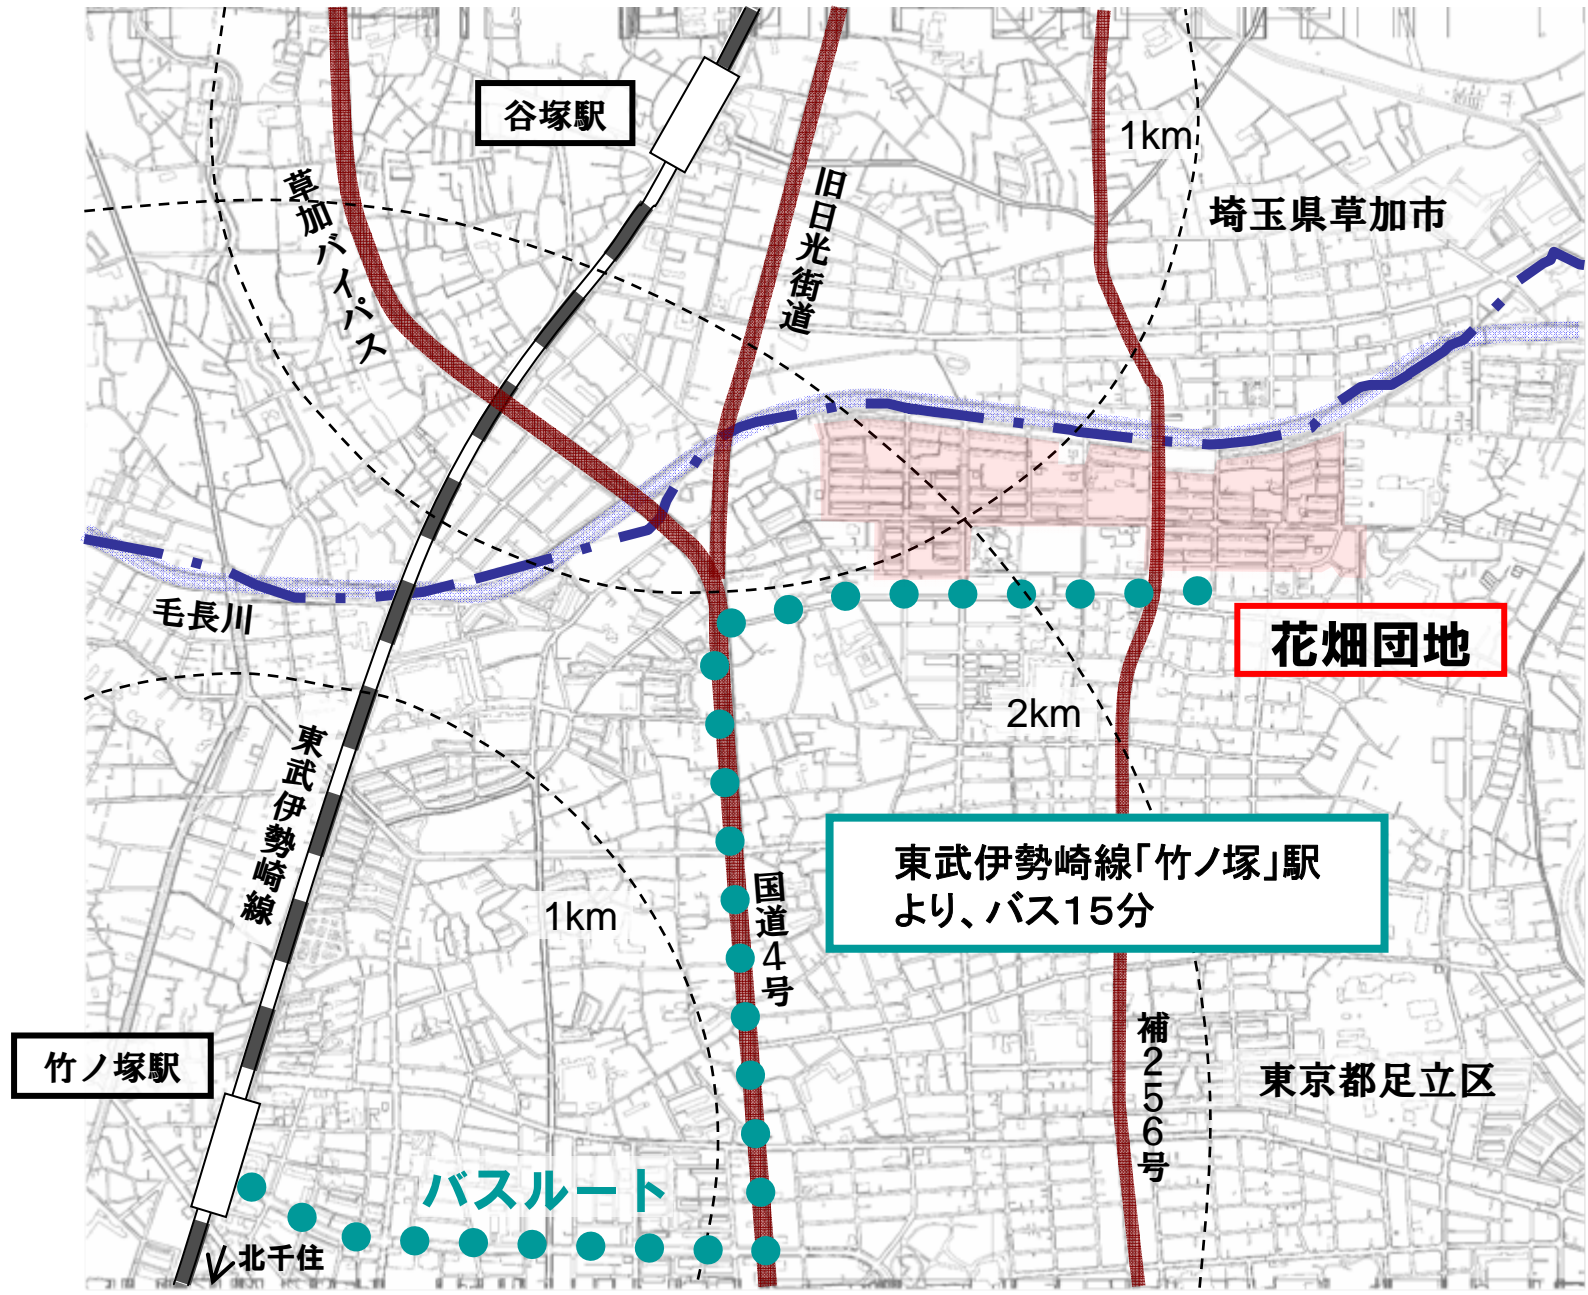 谷塚駅
1km
埼玉県草加市
草加バイパス
旧日光街道
毛長川
花畑団地
2km
東武伊勢崎線
東武伊勢崎線「竹ノ塚」駅
より、バス15分
1km
国道4号
補256号
竹ノ塚駅
東京都足立区
バスルート
北千住